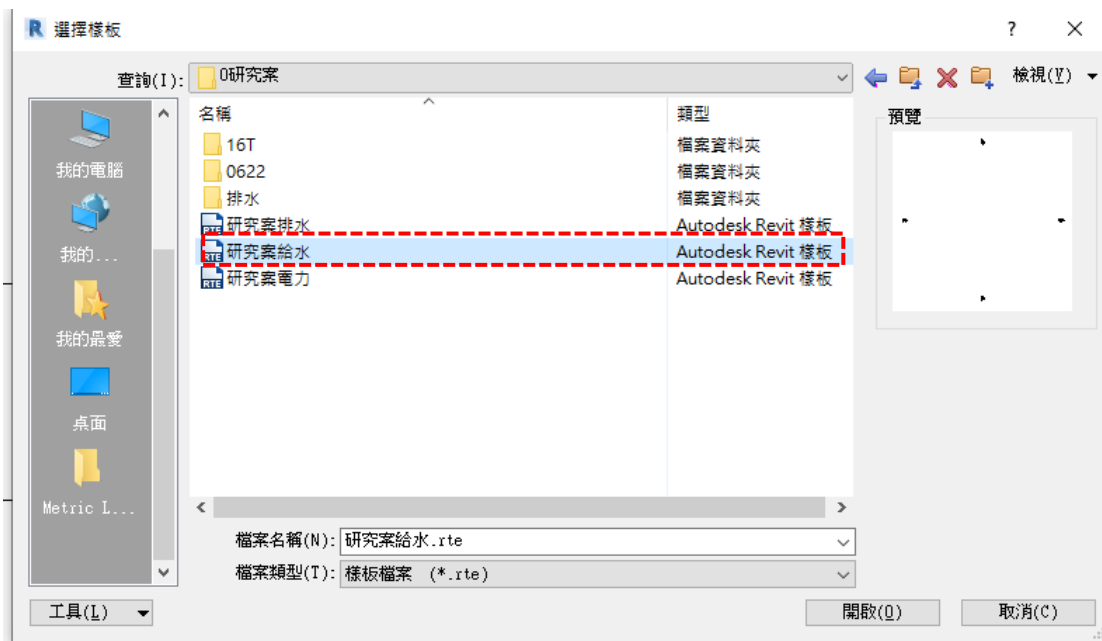 選擇樣板
查詢(I): 0研究案 檢視(V)
名稱 類型
16T 檔案資料夾
0622 檔案資料夾
排水 檔案資料夾
研究案排水 Autodesk Revit 樣板
研究案給水 Autodesk Revit 樣板
研究案電力 Autodesk Revit 樣板
我的電腦
我的...
我的最愛
桌面
Metric L...
預覽
檔案名稱(N): 研究案給水.rte
檔案類型(T): 樣板檔案 (*.rte)
工具(L) 開啟(O) 取消(C)